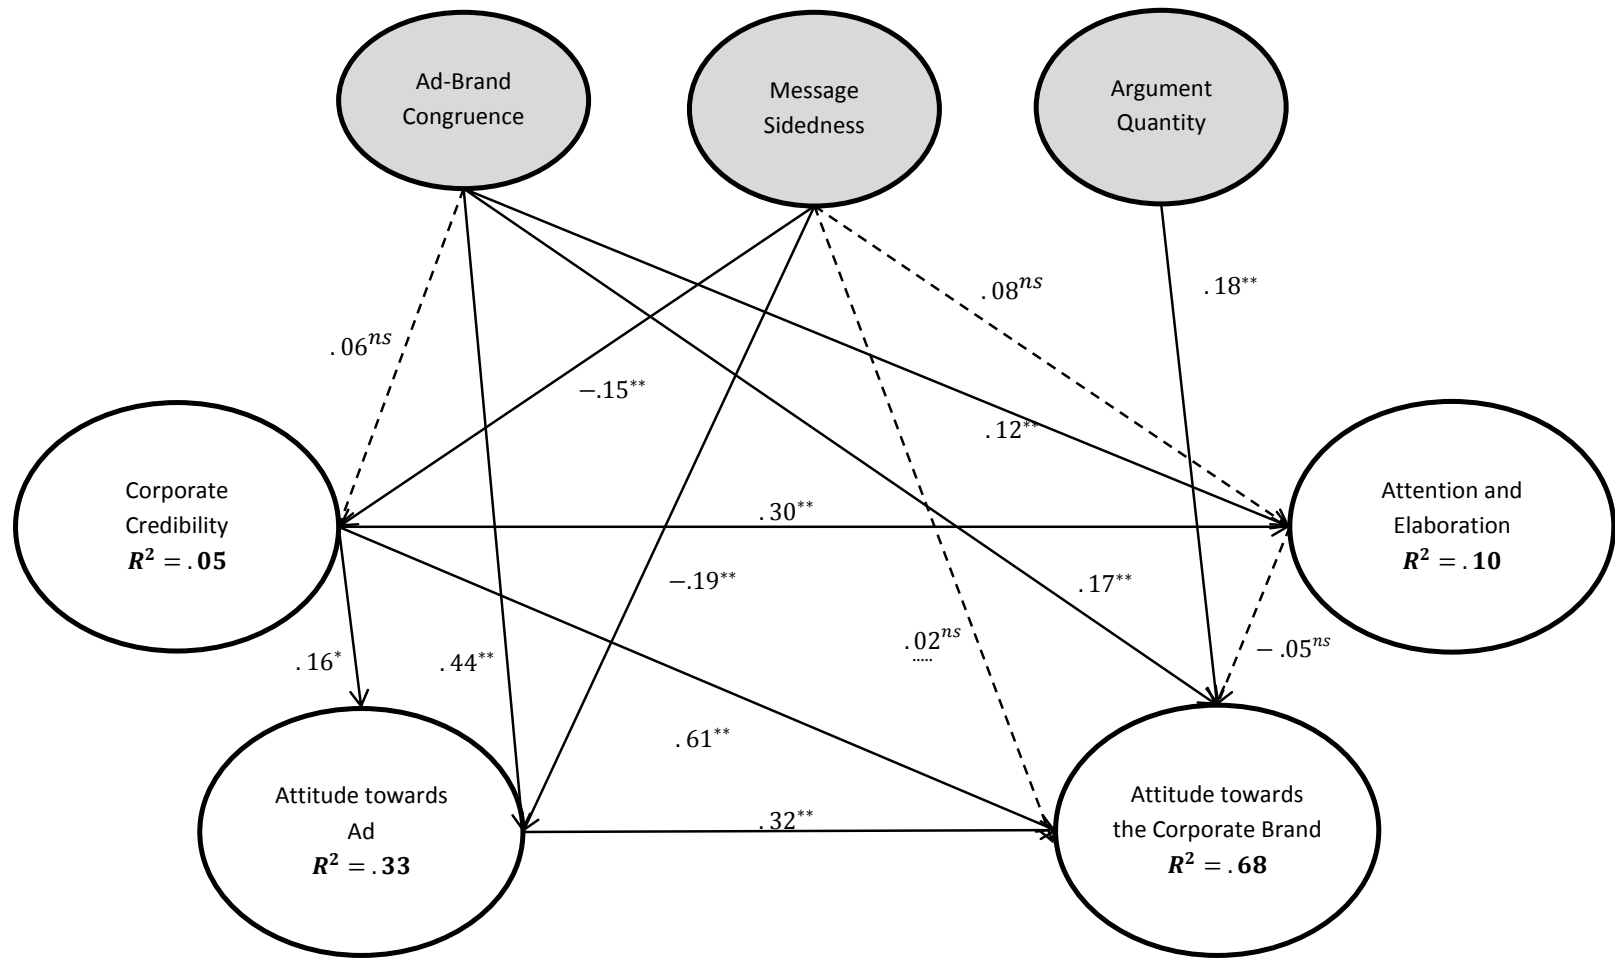 Ad-Brand
Congruence
Message
Sidedness
Argument
Quantity
.06ⁿˢ
−.15**
.08ⁿˢ
.18**
.12**
Corporate
Credibility
R² = .05
.30**
Attention and
Elaboration
R² = .10
.16*
.44**
−.19**
.17**
.02ⁿˢ
− .05ⁿˢ
.61**
Attitude towards
Ad
R² = .33
.32**
Attitude towards
the Corporate Brand
R² = .68